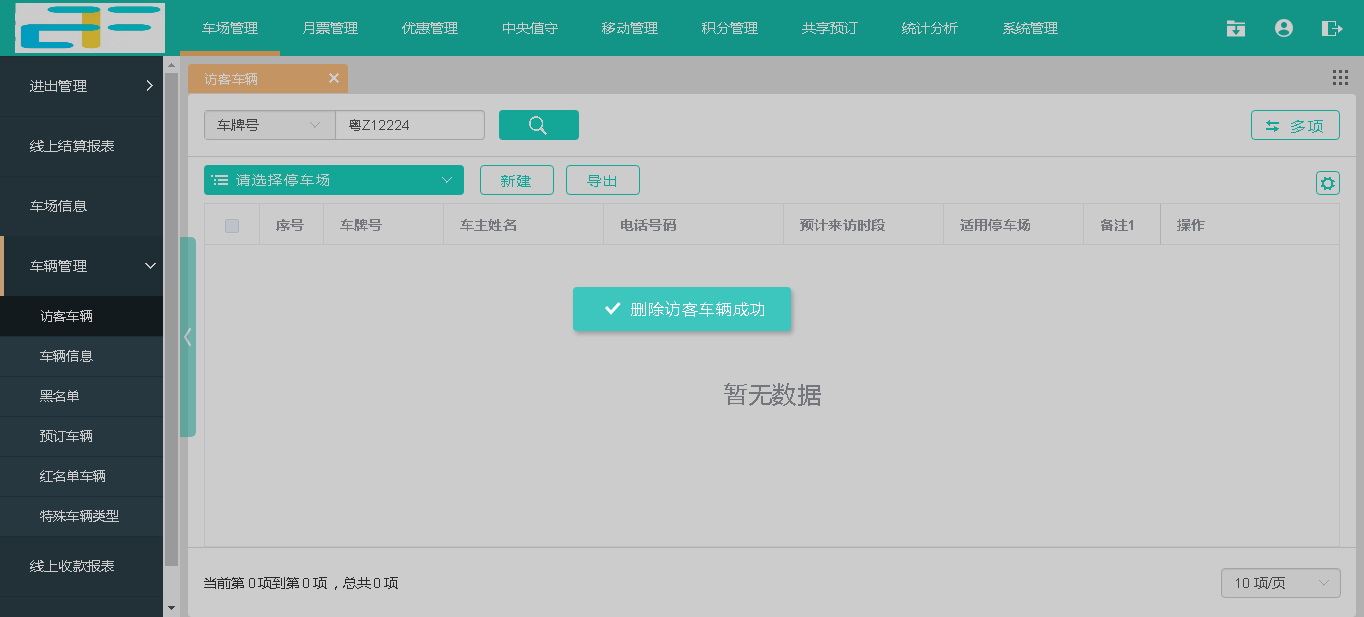 车场管理 月票管理 优惠管理 中央值守 移动管理 积分管理 共享预订 统计分析 系统管理
进出管理
线上结算报表
车场信息
车辆管理
访客车辆
车辆信息
黑名单
预订车辆
红名单车辆
特殊车辆类型
线上收款报表
访客车辆
车牌号 粤Z12224 多项
请选择停车场 新建 导出
序号 车牌号 车主姓名 电话号码 预计来访时段 适用停车场 备注1 操作
删除访客车辆成功
暂无数据
当前第 0项到第 0项 ，总共 0项 10 项/页